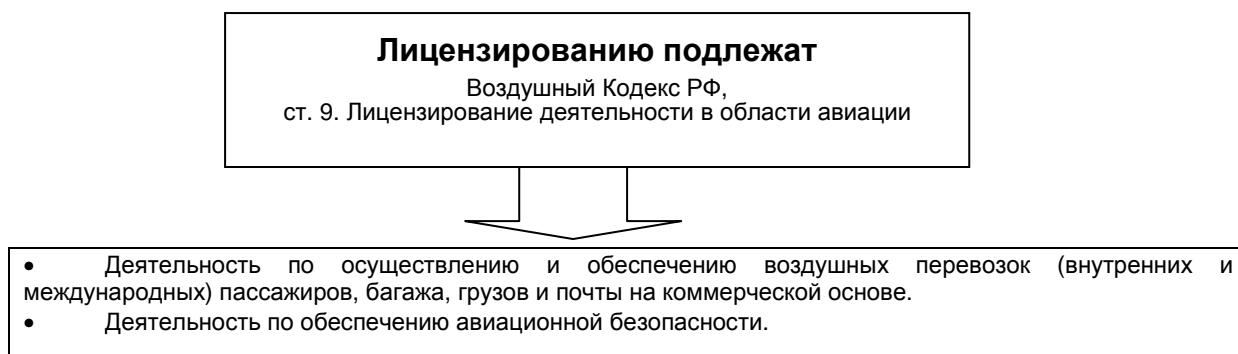 Лицензированию подлежат
Воздушный Кодекс РФ,
ст. 9. Лицензирование деятельности в области авиации
• Деятельность по осуществлению и обеспечению воздушных перевозок (внутренних и
международных) пассажиров, багажа, грузов и почты на коммерческой основе.
• Деятельность по обеспечению авиационной безопасности.